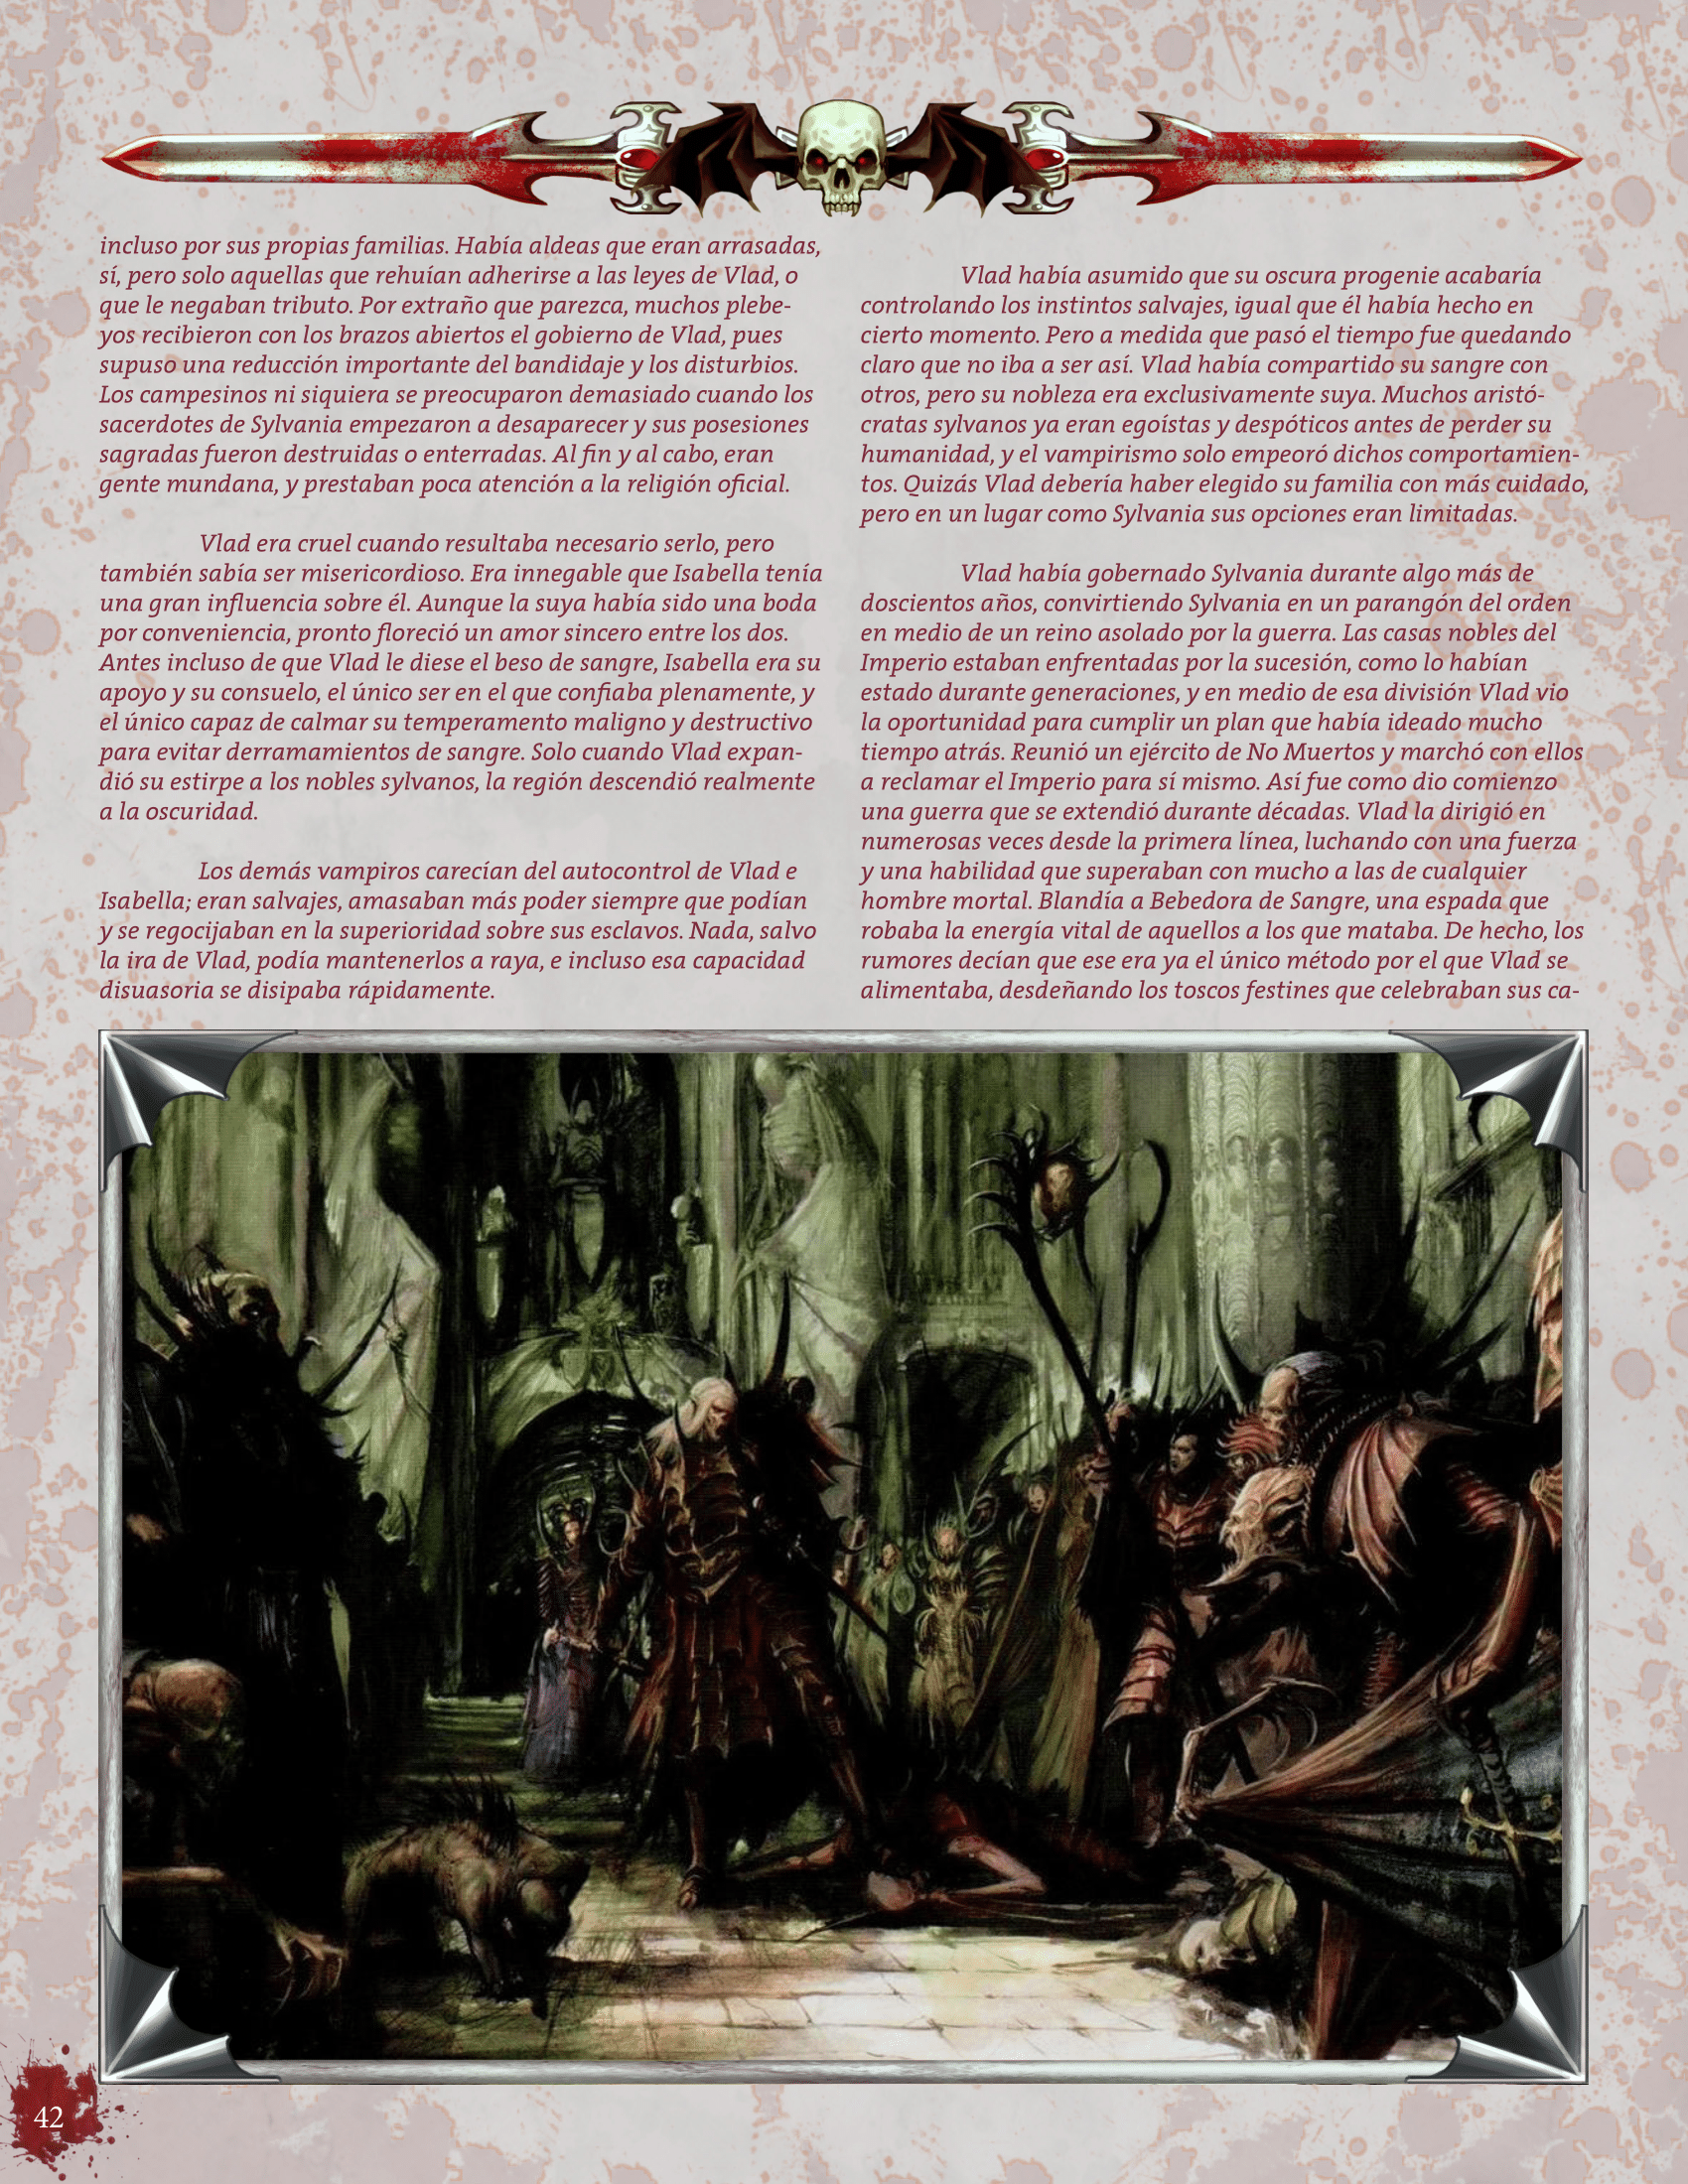 incluso por sus propias familias. Había aldeas que eran arrasadas,
sí, pero solo aquellas que rehuían adherirse a las leyes de Vlad, o
que le negaban tributo. Por extraño que parezca, muchos plebe-
yos recibieron con los brazos abiertos el gobierno de Vlad, pues
supuso una reducción importante del bandidaje y los disturbios.
Los campesinos ni siquiera se preocuparon demasiado cuando los
sacerdotes de Sylvania empezaron a desaparecer y sus posesiones
sagradas fueron destruidas o enterradas. Al fin y al cabo, eran
gente mundana, y prestaban poca atención a la religión oficial.
Vlad era cruel cuando resultaba necesario serlo, pero
también sabía ser misericordioso. Era innegable que Isabella tenía
una gran influencia sobre él. Aunque la suya había sido una boda
por conveniencia, pronto floreció un amor sincero entre los dos.
Antes incluso de que Vlad le diese el beso de sangre, Isabella era su
apoyo y su consuelo, el único ser en el que confiaba plenamente, y
el único capaz de calmar su temperamento maligno y destructivo
para evitar derramamientos de sangre. Solo cuando Vlad expan-
dió su estirpe a los nobles sylvanos, la región descendió realmente
a la oscuridad.
Los demás vampiros carecían del autocontrol de Vlad e
Isabella; eran salvajes, amasaban más poder siempre que podían
y se regocijaban en la superioridad sobre sus esclavos. Nada, salvo
la ira de Vlad, podía mantenerlos a raya, e incluso esa capacidad
disuasoria se disipaba rápidamente.
Vlad había asumido que su oscura progenie acabaría
controlando los instintos salvajes, igual que él había hecho en
cierto momento. Pero a medida que pasó el tiempo fue quedando
claro que no iba a ser así. Vlad había compartido su sangre con
otros, pero su nobleza era exclusivamente suya. Muchos aristó-
cratas sylvanos ya eran egoístas y despóticos antes de perder su
humanidad, y el vampirismo solo empeoró dichos comportamien-
tos. Quizás Vlad debería haber elegido su familia con más cuidado,
pero en un lugar como Sylvania sus opciones eran limitadas.
Vlad había gobernado Sylvania durante algo más de
doscientos años, convirtiendo Sylvania en un parangón del orden
en medio de un reino asolado por la guerra. Las casas nobles del
Imperio estaban enfrentadas por la sucesión, como lo habían
estado durante generaciones, y en medio de esa división Vlad vio
la oportunidad para cumplir un plan que había ideado mucho
tiempo atrás. Reunió un ejército de No Muertos y marchó con ellos
a reclamar el Imperio para sí mismo. Así fue como dio comienzo
una guerra que se extendió durante décadas. Vlad la dirigió en
numerosas veces desde la primera línea, luchando con una fuerza
y una habilidad que superaban con mucho a las de cualquier
hombre mortal. Blandía a Bebedora de Sangre, una espada que
robaba la energía vital de aquellos a los que mataba. De hecho, los
rumores decían que ese era ya el único método por el que Vlad se
alimentaba, desdeñando los toscos festines que celebraban sus ca-
42